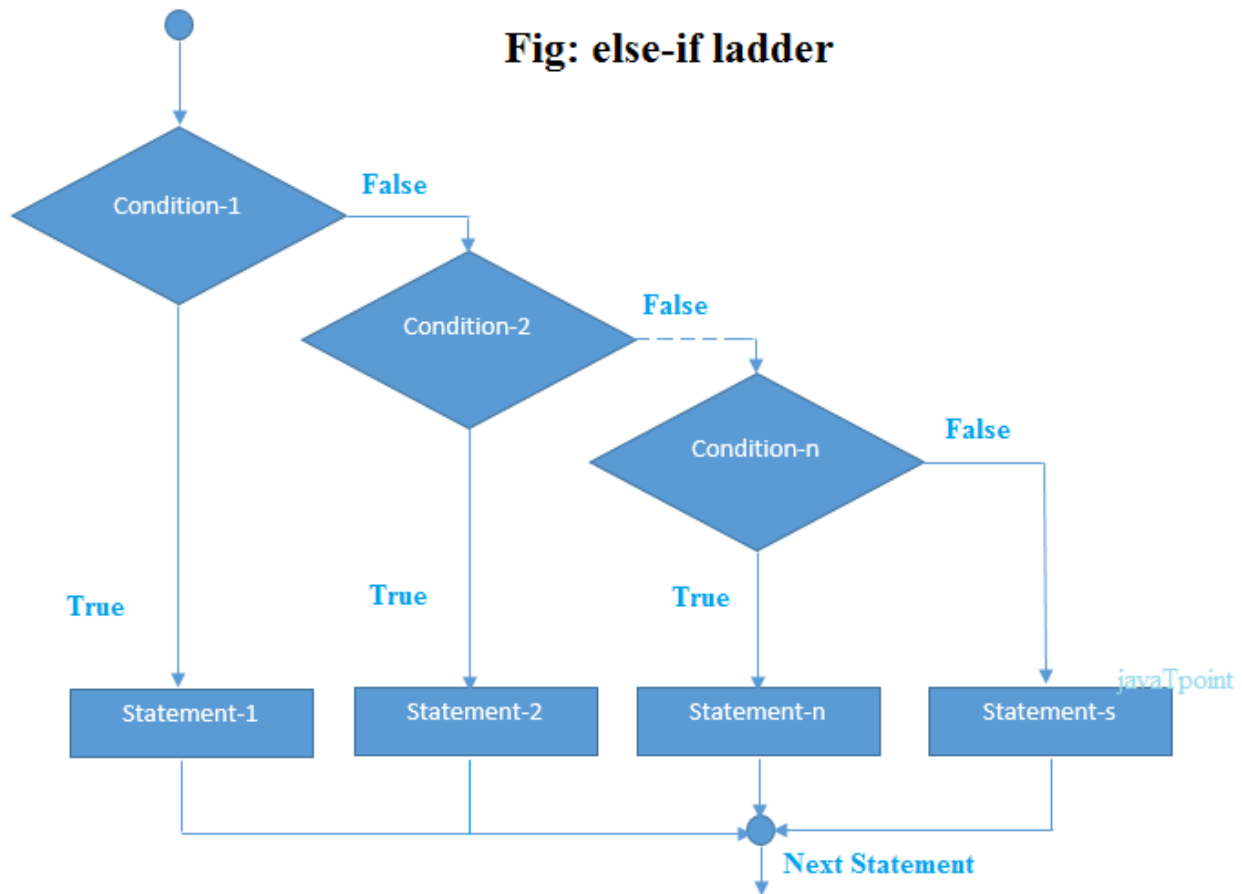 Fig: else-if ladder
Condition-1
False
Condition-2
False
Condition-n
False
True
True
True
Statement-1
Statement-2
Statement-n
Statement-s
javaTpoint
Next Statement